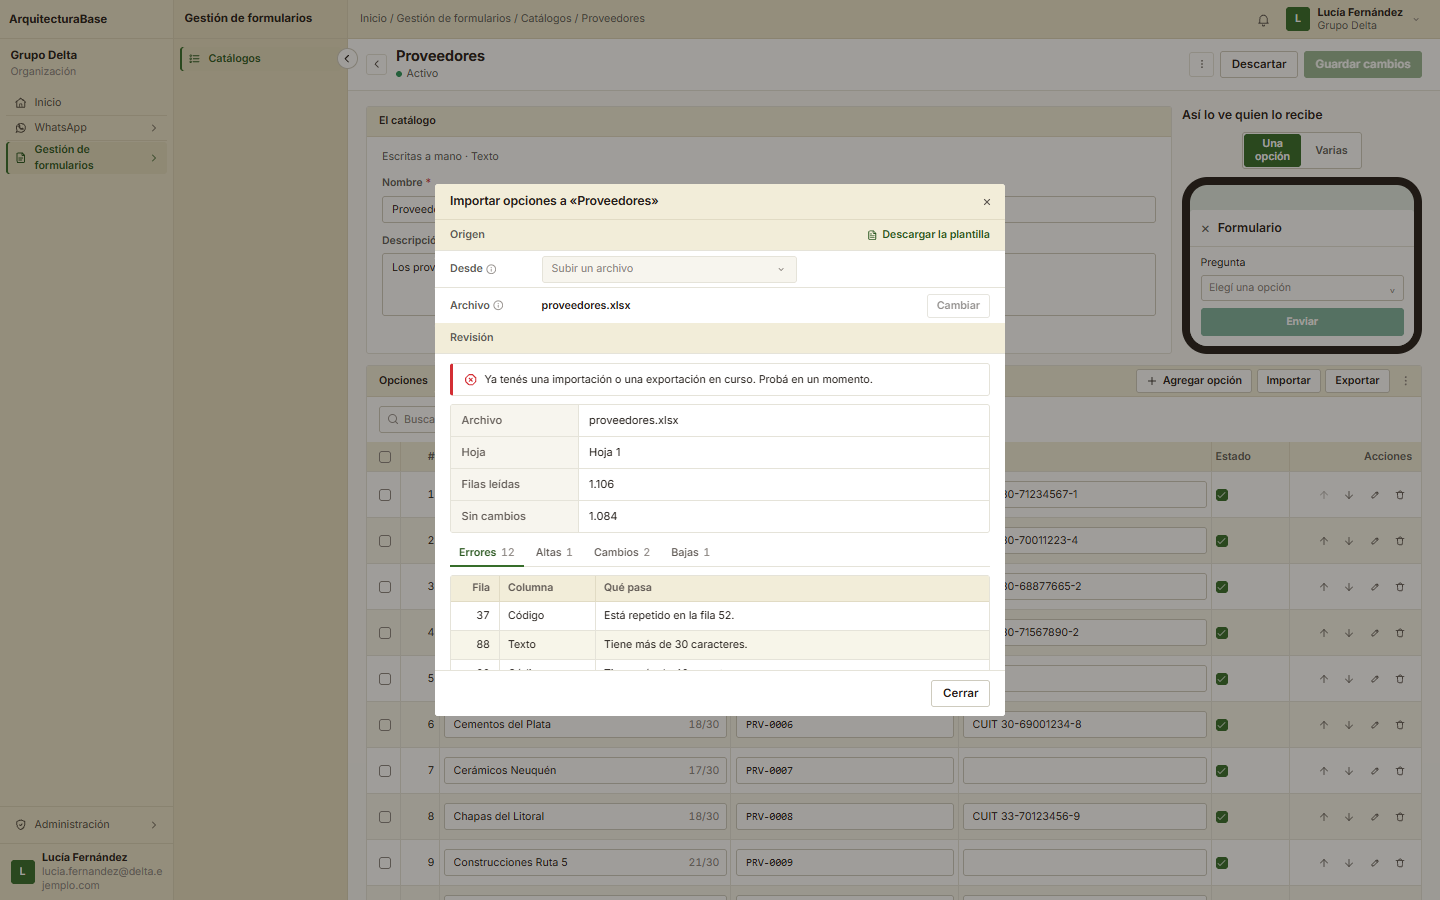 ArquitecturaBase
Gestión de formularios
Inicio / Gestión de formularios / Catálogos / Proveedores
L
Lucía Fernández
Grupo Delta
Grupo Delta
Organización
Inicio
WhatsApp
Gestión de
formularios
Catálogos
Proveedores
Activo
Descartar
Guardar cambios
El catálogo
Escritas a mano · Texto
Nombre *
Descripció
Los prov
Así lo ve quien lo recibe
Una
opción
Varias
Formulario
Pregunta
Elegí una opción
Enviar
Importar opciones a «Proveedores»
Origen
Descargar la plantilla
Desde
Subir un archivo
Archivo
proveedores.xlsx
Cambiar
Revisión
Ya tenés una importación o una exportación en curso. Probá en un momento.
Archivo
proveedores.xlsx
Hoja
Hoja 1
Filas leídas
1.106
Sin cambios
1.084
Errores 12
Altas 1
Cambios 2
Bajas 1
Fila
Columna
Qué pasa
37
Código
Está repetido en la fila 52.
88
Texto
Tiene más de 30 caracteres.
Cerrar
Opciones
Agregar opción
Importar
Exportar
Busca
#
Estado
Acciones
1
30-71234567-1
2
30-70011223-4
3
30-68877665-2
4
30-71567890-2
5
6
Cementos del Plata
18/30
PRV-0006
CUIT 30-69001234-8
7
Cerámicos Neuquén
17/30
PRV-0007
8
Chapas del Litoral
18/30
PRV-0008
CUIT 33-70123456-9
9
Construcciones Ruta 5
21/30
PRV-0009
Administración
L
Lucía Fernández
lucia.fernandez@delta.e
jemplo.com